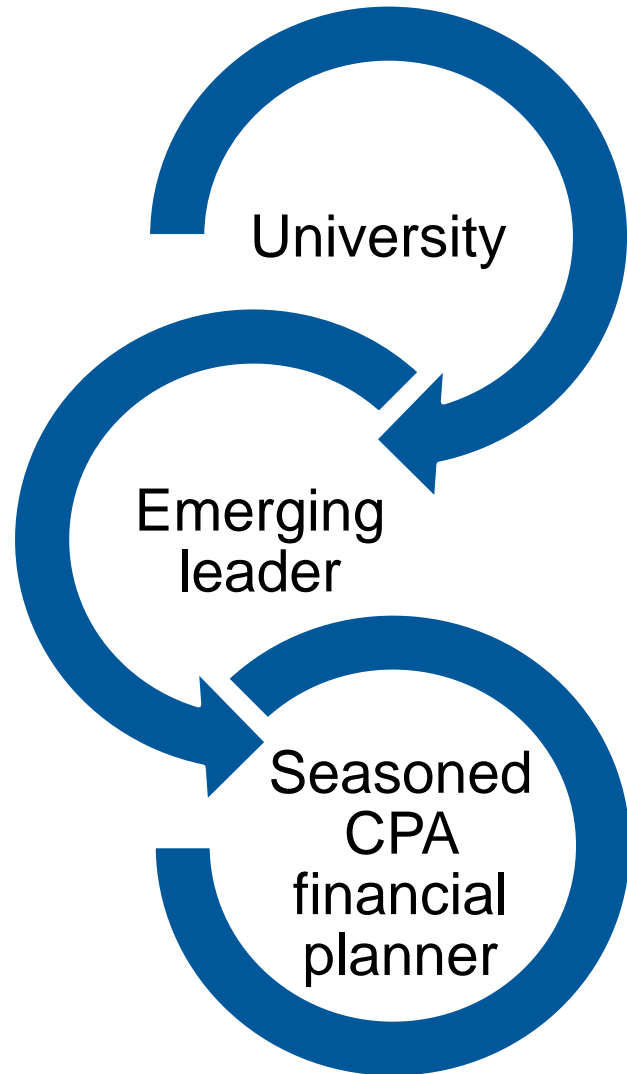 University
Emerging
leader
Seasoned
CPA
financial
planner